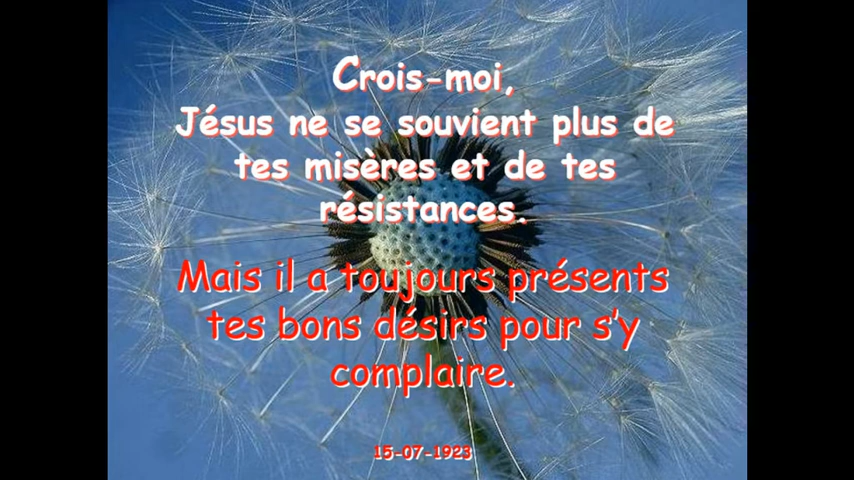 Crois-moi,
Jésus ne se souvient plus de
tes misères et de tes
résistances.
Mais il a toujours présents
tes bons désirs pour s’y
complaire.
15-07-1923